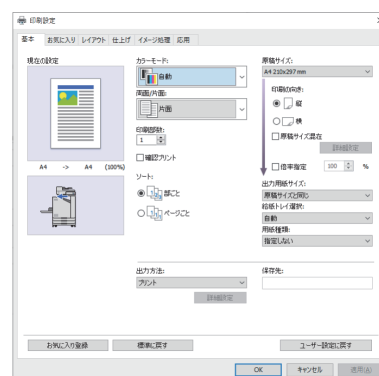 印刷設定
基本 お気に入り レイアウト 仕上げ イメージ処理 応用
現在の設定
A4 -> A4 (100%)
カラーモード:
自動
両面/片面:
片面
印刷部数:
1
確認プリント
ソート:
部ごと
ページごと
原稿サイズ:
A4 210x297 mm
印刷の向き:
縦
横
原稿サイズ混在
詳細設定
倍率指定 100 %
出力用紙サイズ:
原稿サイズと同じ
給紙トレイ選択:
自動
用紙種類:
指定しない
出力方法:
プリント
詳細設定
保存先:
お気に入り登録 標準に戻す ユーザー設定に戻す
OK キャンセル 適用(A)